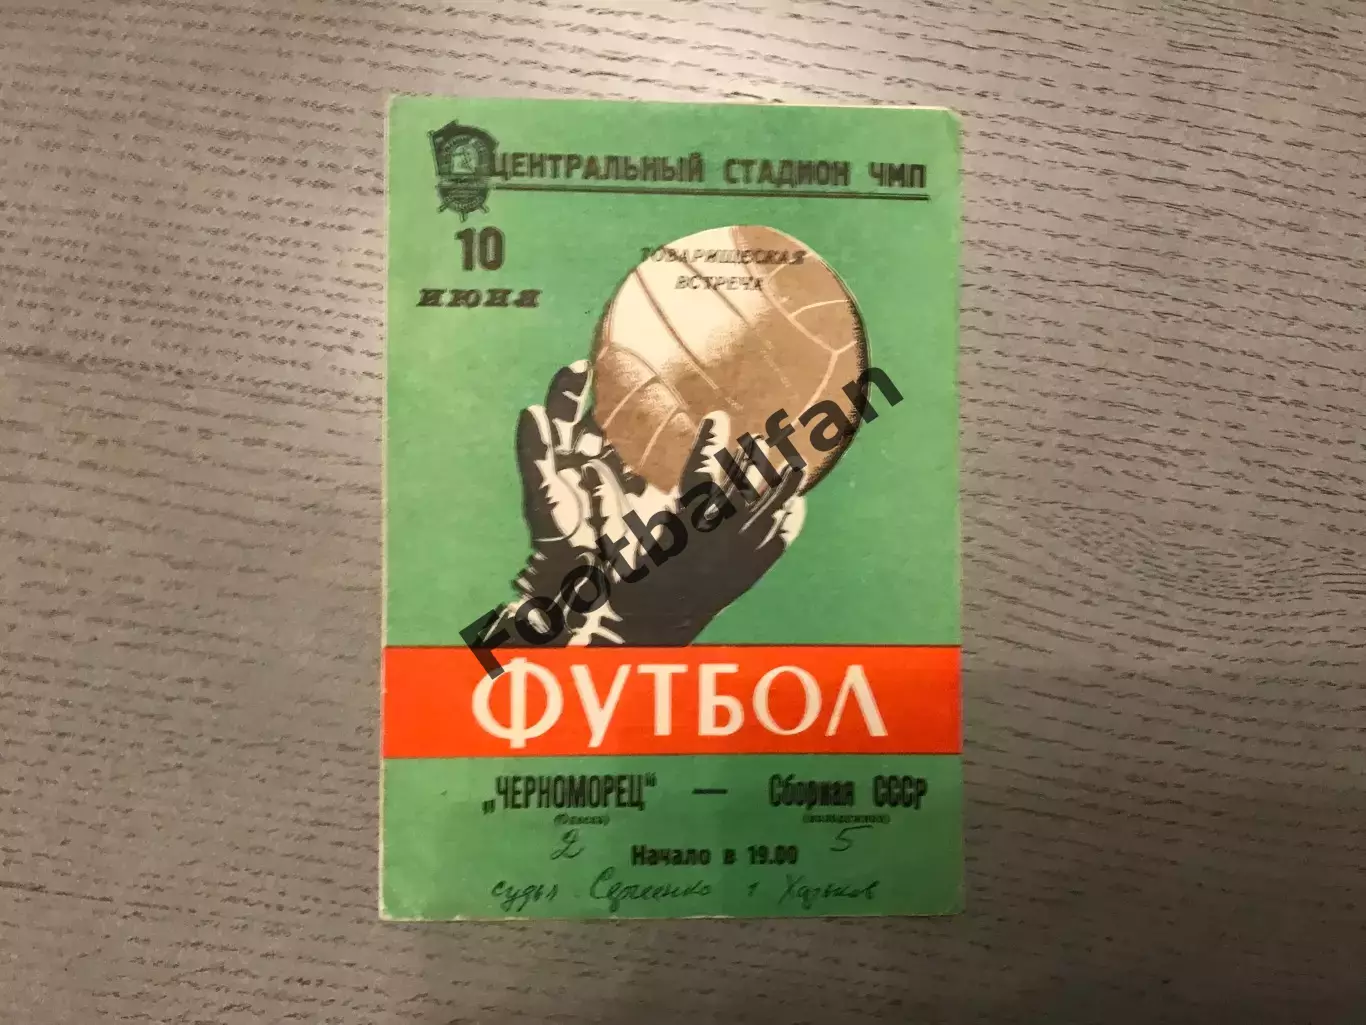 ЦЕНТРАЛЬНЫЙ СТАДИОН ЧМП
10
июня
ТОВАРИЩЕСКАЯ
ВСТРЕЧА
Footballfan
ФУТБОЛ
„ЧЕРНОМОРЕЦ" — Сборная СССР
(Одесса)
2 Начало в 19.00 5
судья Сергиенко г Харьков